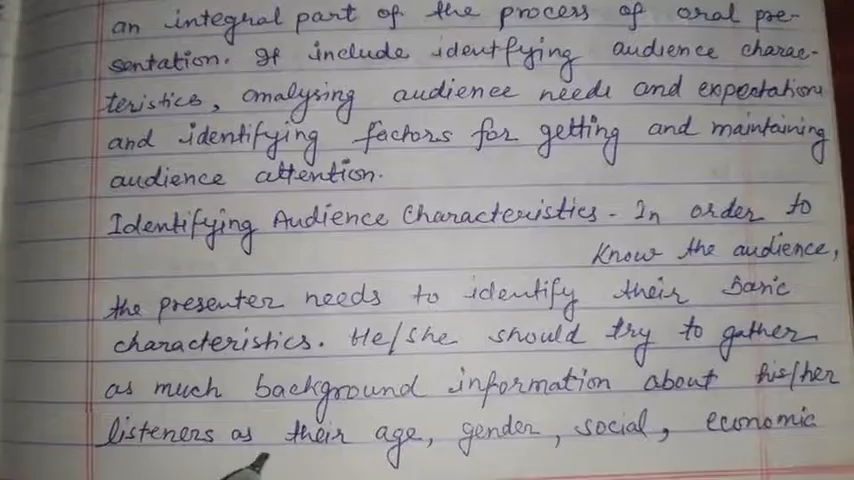 an integral part of the process of oral pre-
sentation. It include identfying audience charac-
teristics, analysing audience needs and expectations
and identifying factors for getting and maintaining
audience attention.
Identifying Audience Characteristics - In order to
know the audience,
the presenter needs to identify their basic
characteristics. He/she should try to gather
as much background information about his/her
listeners as their age, gender, social, economic